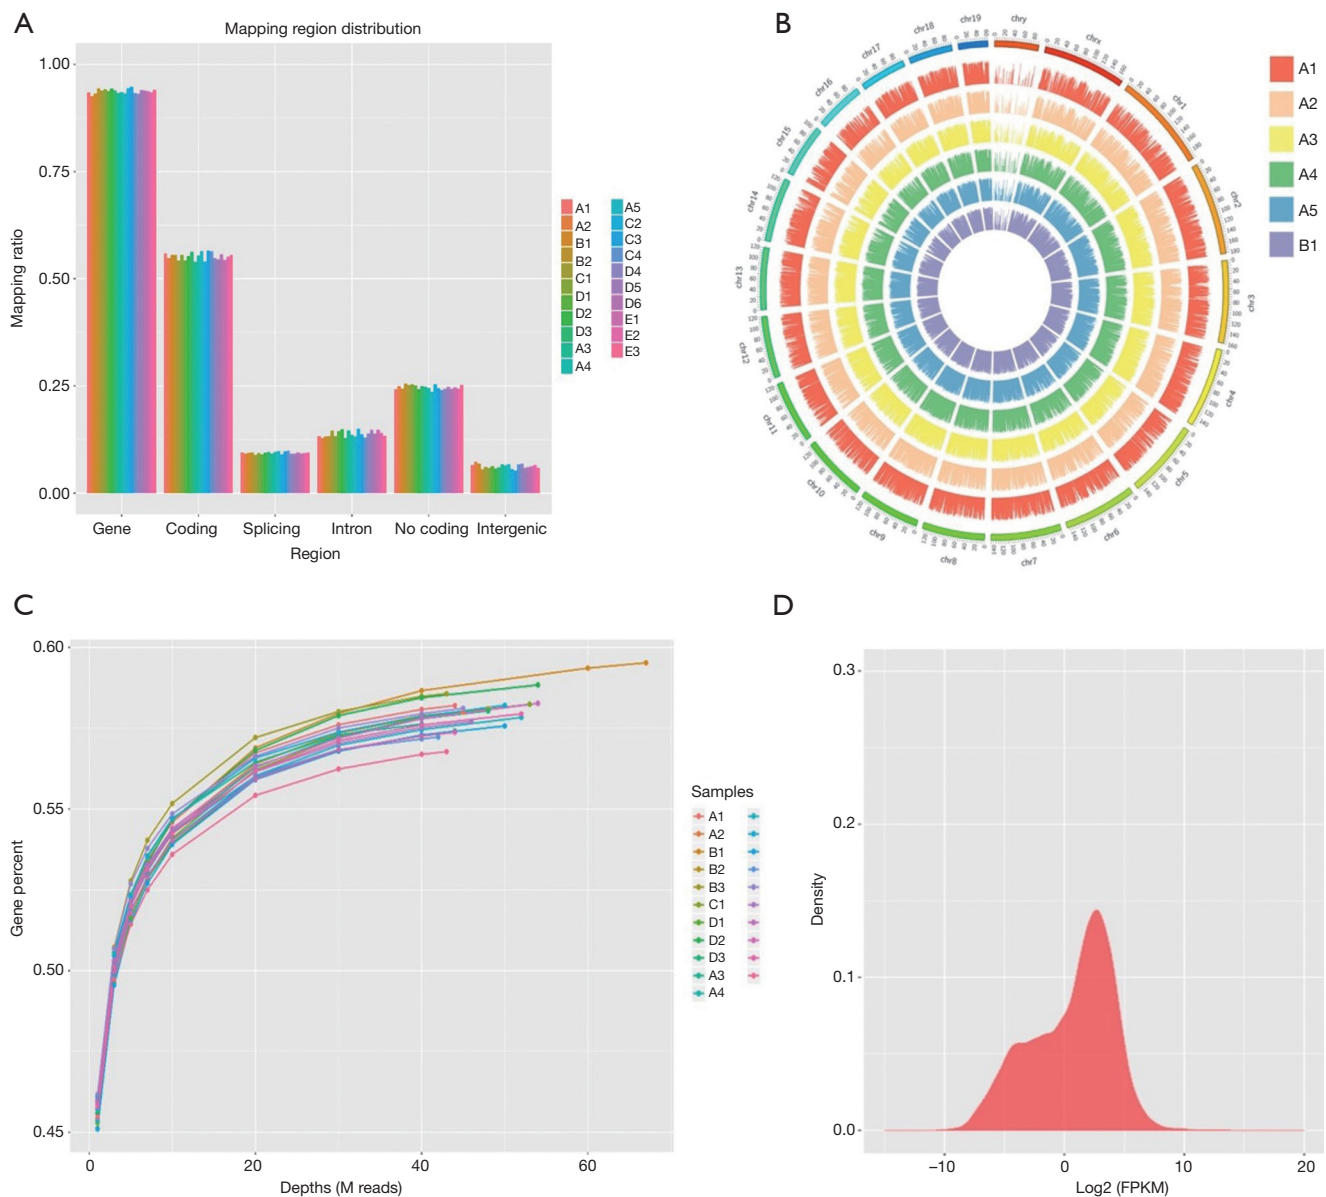 A
Mapping region distribution
1.00
0.75
0.50
0.25
0.00
Mapping ratio
Gene Coding Splicing Intron No coding Intergenic
Region
A1 A5
A2 C2
B1 C3
B2 C4
C1 D4
D1 D5
D2 D6
D3 E1
A3 E2
A4 E3
B
chry
chrx
chr1
chr2
chr3
chr4
chr5
chr6
chr7
chr8
chr9
chr10
chr11
chr12
chr13
chr14
chr15
chr16
chr17
chr18
chr19
A1
A2
A3
A4
A5
B1
C
0.60
0.55
0.50
0.45
Gene percent
0 20 40 60
Depths (M reads)
Samples
A1
A2
B1
B2
B3
C1
D1
D2
D3
A3
A4
D
0.3
0.2
0.1
0.0
Density
−10 0 10 20
Log2 (FPKM)